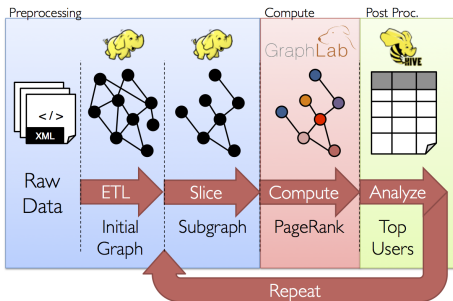 Preprocessing
Compute
Post Proc.
GraphLab
HIVE
</>
XML
Raw
Data
ETL
Slice
Compute
Analyze
Initial
Graph
Subgraph
PageRank
Top
Users
Repeat